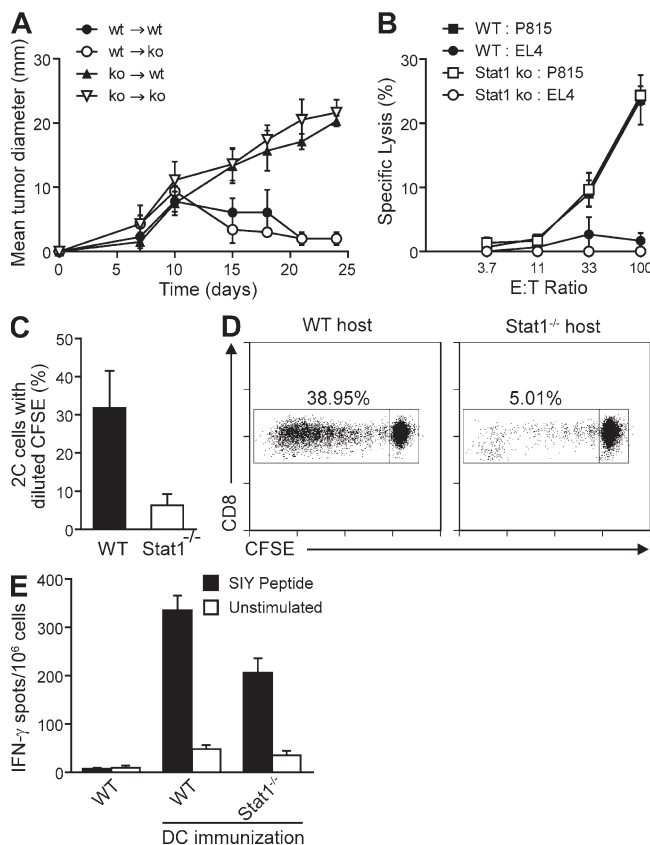 A
wt → wt
wt → ko
ko → wt
ko → ko
Mean tumor diameter (mm)
30
20
10
0
0 5 10 15 20 25
Time (days)
B
WT : P815
WT : EL4
Stat1 ko : P815
Stat1 ko : EL4
Specific Lysis (%)
30
20
10
0
3.7 11 33 100
E:T Ratio
C
2C cells with
diluted CFSE (%)
50
40
30
20
10
0
WT Stat1-/-
D
WT host Stat1-/- host
38.95% 5.01%
CD8
CFSE
E
SIY Peptide
Unstimulated
IFN-γ spots/10⁶ cells
400
300
200
100
0
WT WT Stat1-/-
DC immunization